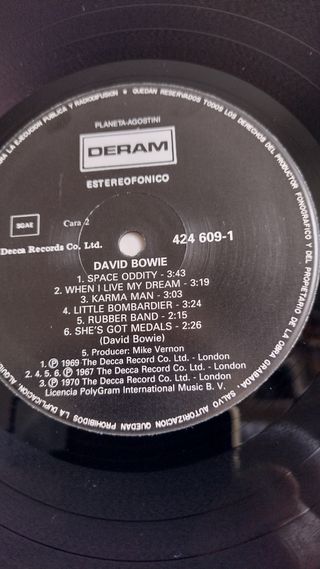 PARA LA EJECUCION PUBLICA Y RADIODIFUSION - QUEDAN RESERVADOS TODOS LOS DERECHOS DEL PRODUCTOR FONOGRAFICO Y DEL PROPIETARIO DE LA OBRA GRABADA. SALVO AUTORIZACION QUEDAN PROHIBIDOS LA DUPLICACION,
PLANETA-AGOSTINI
DERAM
ESTEREOFONICO
SGAE
Cara 2
Decca Records Co. Ltd.
424 609-1
DAVID BOWIE
1. SPACE ODDITY - 3:43
2. WHEN I LIVE MY DREAM - 3:19
3. KARMA MAN - 3:03
4. LITTLE BOMBARDIER - 3:24
5. RUBBER BAND - 2:15
6. SHE'S GOT MEDALS - 2:26
(David Bowie)
5. Producer: Mike Vernon
1. ℗ 1969 The Decca Record Co. Ltd. - London
2. 4. 5. 6. ℗ 1967 The Decca Record Co. Ltd. - London
3. ℗ 1970 The Decca Record Co. Ltd. - London
Licencia PolyGram International Music B. V.